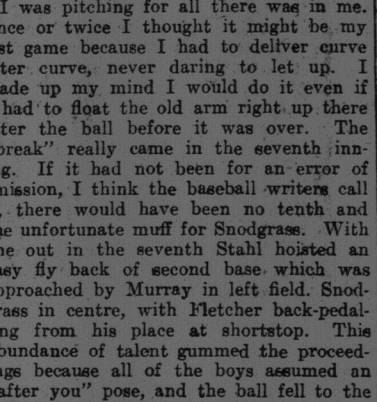 I was pitching for all there was in me.
nce or twice I thought it might be my
st game because I had to deliver curve
ter curve, never daring to let up. I
ade up my mind I would do it even if
had to float the old arm right up there
ter the ball before it was over. The
break" really came in the seventh inn-
g. If it had not been for an error of
mission, I think the baseball writers call
, there would have been no tenth and
e unfortunate muff for Snodgrass. With
ne out in the seventh Stahl hoisted an
asy fly back of second base which was
pproached by Murray in left field. Snod-
rass in centre, with Fletcher back-pedal-
ng from his place at shortstop. This
bundance of talent gummed the proceed-
ngs because all of the boys assumed an
after you" pose, and the ball fell to the